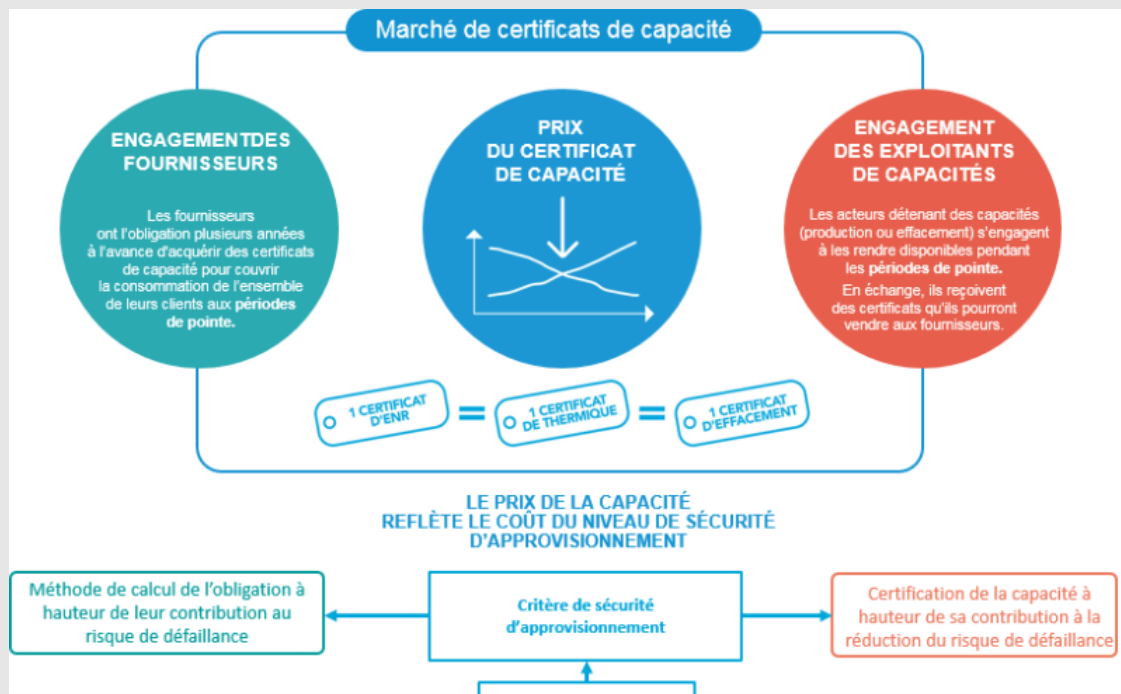 Marché de certificats de capacité
ENGAGEMENTDES
FOURNISSEURS
Les fournisseurs
ont l'obligation plusieurs années
à l'avance d'acquérir des certificats
de capacité pour couvrir
la consommation de l'ensemble
de leurs clients aux périodes
de pointe.
PRIX
DU CERTIFICAT
DE CAPACITÉ
ENGAGEMENT
DES EXPLOITANTS
DE CAPACITÉS
Les acteurs détenant des capacités
(production ou effacement) s'engagent
à les rendre disponibles pendant
les périodes de pointe.
En échange, ils reçoivent
des certificats qu'ils pourront
vendre aux fournisseurs.
1 CERTIFICAT
D'ENR
=
1 CERTIFICAT
DE THERMIQUE
=
1 CERTIFICAT
D'EFFACEMENT
LE PRIX DE LA CAPACITÉ
REFLÈTE LE COÛT DU NIVEAU DE SÉCURITÉ
D'APPROVISIONNEMENT
Méthode de calcul de l'obligation à
hauteur de leur contribution au
risque de défaillance
Critère de sécurité
d'approvisionnement
Certification de la capacité à
hauteur de sa contribution à la
réduction du risque de défaillance